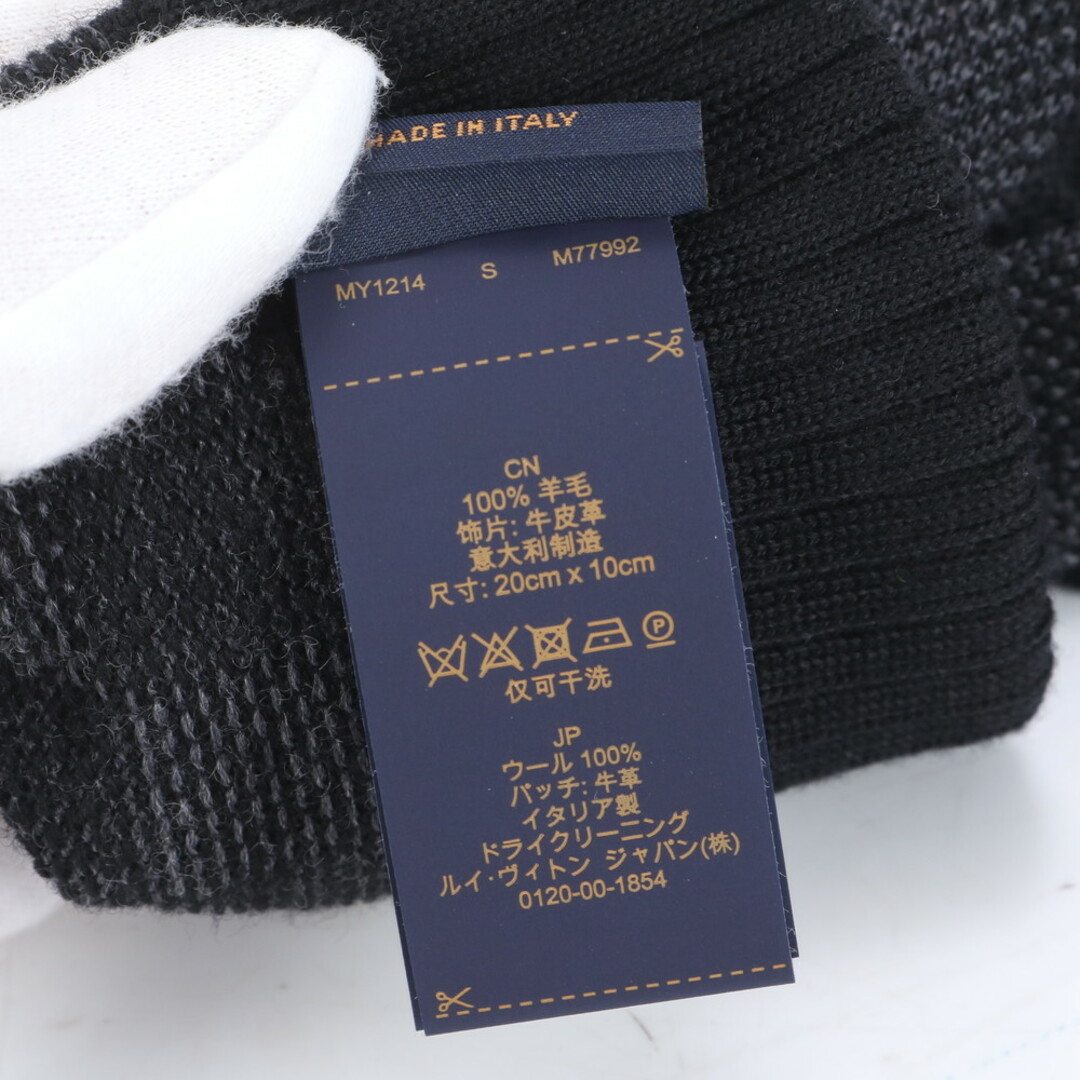 MADE IN ITALY
MY1214 S M77992
CN
100% 羊毛
饰片: 牛皮革
意大利制造
尺寸: 20cm x 10cm
P
仅可干洗
JP
ウール 100%
パッチ: 牛革
イタリア製
ドライクリーニング
ルイ·ヴィトン ジャパン(株)
0120-00-1854